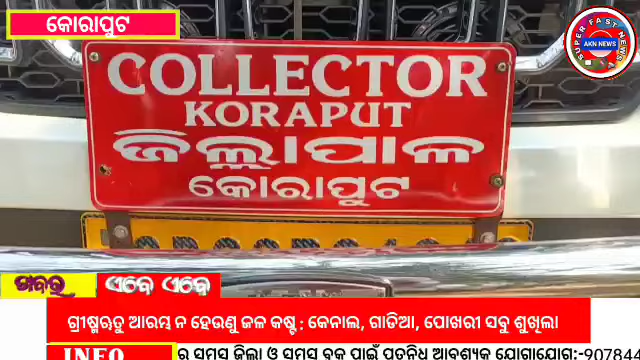 କୋରାପୁଟ
SUPER FAST NEWS
AKN NEWS
COLLECTOR
KORAPUT
ଜିଲ୍ଲାପାଳ
କୋରାପୁଟ
ଖବର ଏବେ ଏବେ
ଗ୍ରୀଷ୍ମଋତୁ ଆରମ୍ଭ ନ ହେଉଣୁ ଜଳ କଷ୍ଟ : କେନାଲ, ଗାଡିଆ, ପୋଖରୀ ସବୁ ଶୁଖିଲା
INFO ର ସମସ୍ତ ଜିଲା ଓ ସମସ୍ତ ବ୍ଲକ ପାଇଁ ପ୍ରତିନିଧି ଆବଶ୍ୟକ ଯୋଗାଯୋଗ:-907844